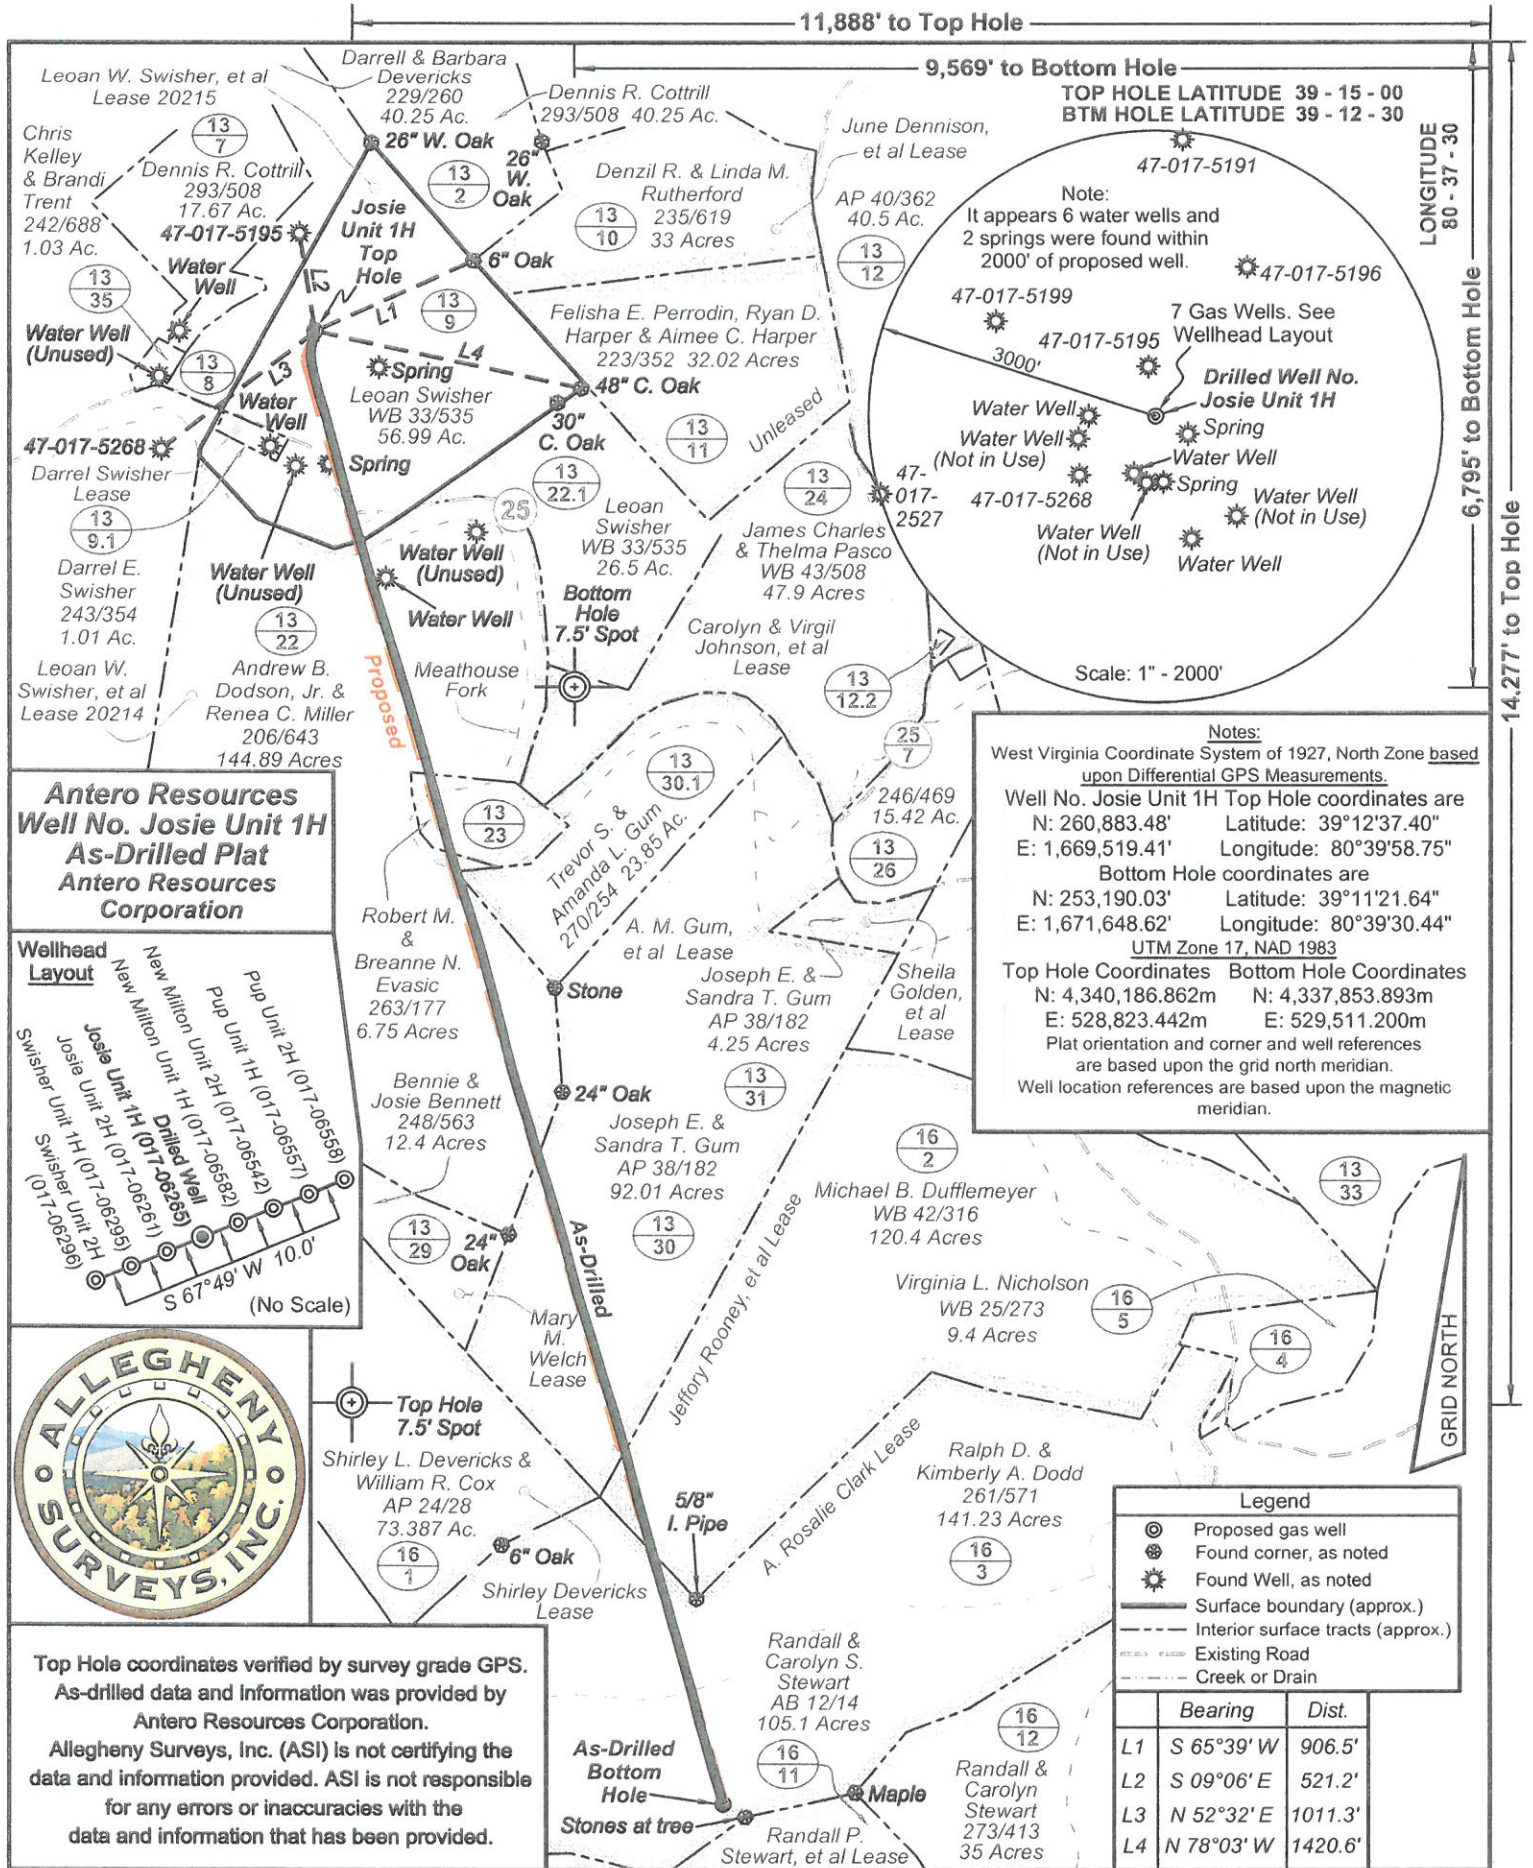 11,888' to Top Hole
9,569' to Bottom Hole
TOP HOLE LATITUDE 39 - 15 - 00
BTM HOLE LATITUDE 39 - 12 - 30
LONGITUDE
80 - 37 - 30
6,795' to Bottom Hole
14,277' to Top Hole
Leoan W. Swisher, et al
Lease 20215
Darrell & Barbara
Devericks
229/260
40.25 Ac.
Dennis R. Cottrill
293/508 40.25 Ac.
June Dennison,
et al Lease
Chris
Kelley
& Brandi
Trent
242/688
1.03 Ac.
13
7
Dennis R. Cottrill
293/508
17.67 Ac.
47-017-5195
26" W. Oak
13
2
26"
W.
Oak
Denzil R. & Linda M.
Rutherford
235/619
33 Acres
13
10
AP 40/362
40.5 Ac.
13
12
Josie
Unit 1H
Top
Hole
6" Oak
L2
L1
13
9
L4
L3
13
35
Water
Well
Water Well
(Unused)
13
8
Water
Well
Spring
Leoan Swisher
WB 33/535
56.99 Ac.
Felisha E. Perrodin, Ryan D.
Harper & Aimee C. Harper
223/352 32.02 Acres
48" C. Oak
30"
C. Oak
13
11
Unleased
47-017-5268
Darrel Swisher
Lease
13
9.1
Spring
13
22.1
25
Leoan
Swisher
WB 33/535
26.5 Ac.
13
24
47-
017-
2527
James Charles
& Thelma Pasco
WB 43/508
47.9 Acres
Darrel E.
Swisher
243/354
1.01 Ac.
Water Well
(Unused)
Water Well
(Unused)
Water Well
Bottom
Hole
7.5' Spot
13
22
Andrew B.
Dodson, Jr. &
Renea C. Miller
206/643
144.89 Acres
Leoan W.
Swisher, et al
Lease 20214
Proposed
Meathouse
Fork
Carolyn & Virgil
Johnson, et al
Lease
13
12.2
25
7
47-017-5191
Note:
It appears 6 water wells and
2 springs were found within
2000' of proposed well.
47-017-5196
47-017-5199
7 Gas Wells. See
Wellhead Layout
47-017-5195
3000'
Drilled Well No.
Josie Unit 1H
Water Well
Water Well
(Not in Use)
Spring
Water Well
47-017-5268
Spring
Water Well
(Not in Use)
Water Well
(Not in Use)
Water Well
Scale: 1" - 2000'
Antero Resources
Well No. Josie Unit 1H
As-Drilled Plat
Antero Resources
Corporation
13
23
13
30.1
Trevor S. &
Amanda L. Gum
270/254 23.85 Ac.
246/469
15.42 Ac.
13
26
Notes:
West Virginia Coordinate System of 1927, North Zone based
upon Differential GPS Measurements.
Well No. Josie Unit 1H Top Hole coordinates are
N: 260,883.48' Latitude: 39°12'37.40"
E: 1,669,519.41' Longitude: 80°39'58.75"
Bottom Hole coordinates are
N: 253,190.03' Latitude: 39°11'21.64"
E: 1,671,648.62' Longitude: 80°39'30.44"
UTM Zone 17, NAD 1983
Top Hole Coordinates Bottom Hole Coordinates
N: 4,340,186.862m N: 4,337,853.893m
E: 528,823.442m E: 529,511.200m
Plat orientation and corner and well references
are based upon the grid north meridian.
Well location references are based upon the magnetic
meridian.
Wellhead
Layout
Pup Unit 2H (017-06558)
Pup Unit 1H (017-06557)
New Milton Unit 2H (017-06542)
New Milton Unit 1H (017-06582)
Drilled Well
Josie Unit 1H (017-06265)
Josie Unit 2H (017-06261)
Swisher Unit 1H (017-06295)
Swisher Unit 2H
(017-06296)
S 67°49' W 10.0'
(No Scale)
Robert M.
&
Breanne N.
Evasic
263/177
6.75 Acres
Stone
A. M. Gum,
et al Lease
Joseph E. &
Sandra T. Gum
AP 38/182
4.25 Acres
Sheila
Golden,
et al
Lease
13
31
Bennie &
Josie Bennett
248/563
12.4 Acres
24" Oak
Joseph E. &
Sandra T. Gum
AP 38/182
92.01 Acres
13
30
16
2
Michael B. Dufflemeyer
WB 42/316
120.4 Acres
13
33
13
29
24"
Oak
As-Drilled
Mary
M.
Welch
Lease
Jeffory Rooney, et al Lease
Virginia L. Nicholson
WB 25/273
9.4 Acres
16
5
16
4
GRID NORTH
ALLEGHENY
SURVEYS, INC.
Top Hole
7.5' Spot
Shirley L. Devericks &
William R. Cox
AP 24/28
73.387 Ac.
16
1
6" Oak
Shirley Devericks
Lease
5/8"
I. Pipe
A. Rosalie Clark Lease
Ralph D. &
Kimberly A. Dodd
261/571
141.23 Acres
16
3
Legend
Proposed gas well
Found corner, as noted
Found Well, as noted
Surface boundary (approx.)
Interior surface tracts (approx.)
Existing Road
Creek or Drain
Bearing Dist.
L1 S 65°39' W 906.5'
L2 S 09°06' E 521.2'
L3 N 52°32' E 1011.3'
L4 N 78°03' W 1420.6'
Top Hole coordinates verified by survey grade GPS.
As-drilled data and information was provided by
Antero Resources Corporation.
Allegheny Surveys, Inc. (ASI) is not certifying the
data and information provided. ASI is not responsible
for any errors or inaccuracies with the
data and information that has been provided.
As-Drilled
Bottom
Hole
Stones at tree
Randall &
Carolyn S.
Stewart
AB 12/14
105.1 Acres
16
11
Maple
Randall P.
Stewart, et al Lease
16
12
Randall &
Carolyn
Stewart
273/413
35 Acres